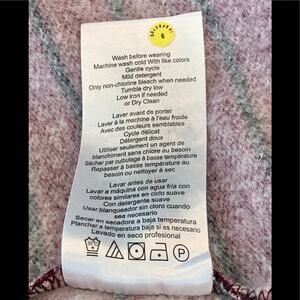 6
Wash before wearing
Machine wash cold With like colors
Gentle cycle
Mild detergent
Only non-chlorine bleach when needed
Tumble dry low
Low iron if needed
or Dry Clean
Laver avant de porter
Laver à la machine à l'eau froide
Avec des couleurs semblables
Cycle délicat
Détergent doux
Utiliser seulement un agent de
blanchiment sans chlore au besoin
Sécher par culbutage à basse température
Repasser à basse température au
besoin ou nettoyer à sec
Lavar antes de usar
Lavar a máquina con agua fría con
colores similares en ciclo suave
Con detergente suave
Usar blanqueador sin cloro cuando
sea necesario
Secar en secadora a baja temperatura
Planchar a temperatura baja si es necesario
Lavado en seco
30°C
P